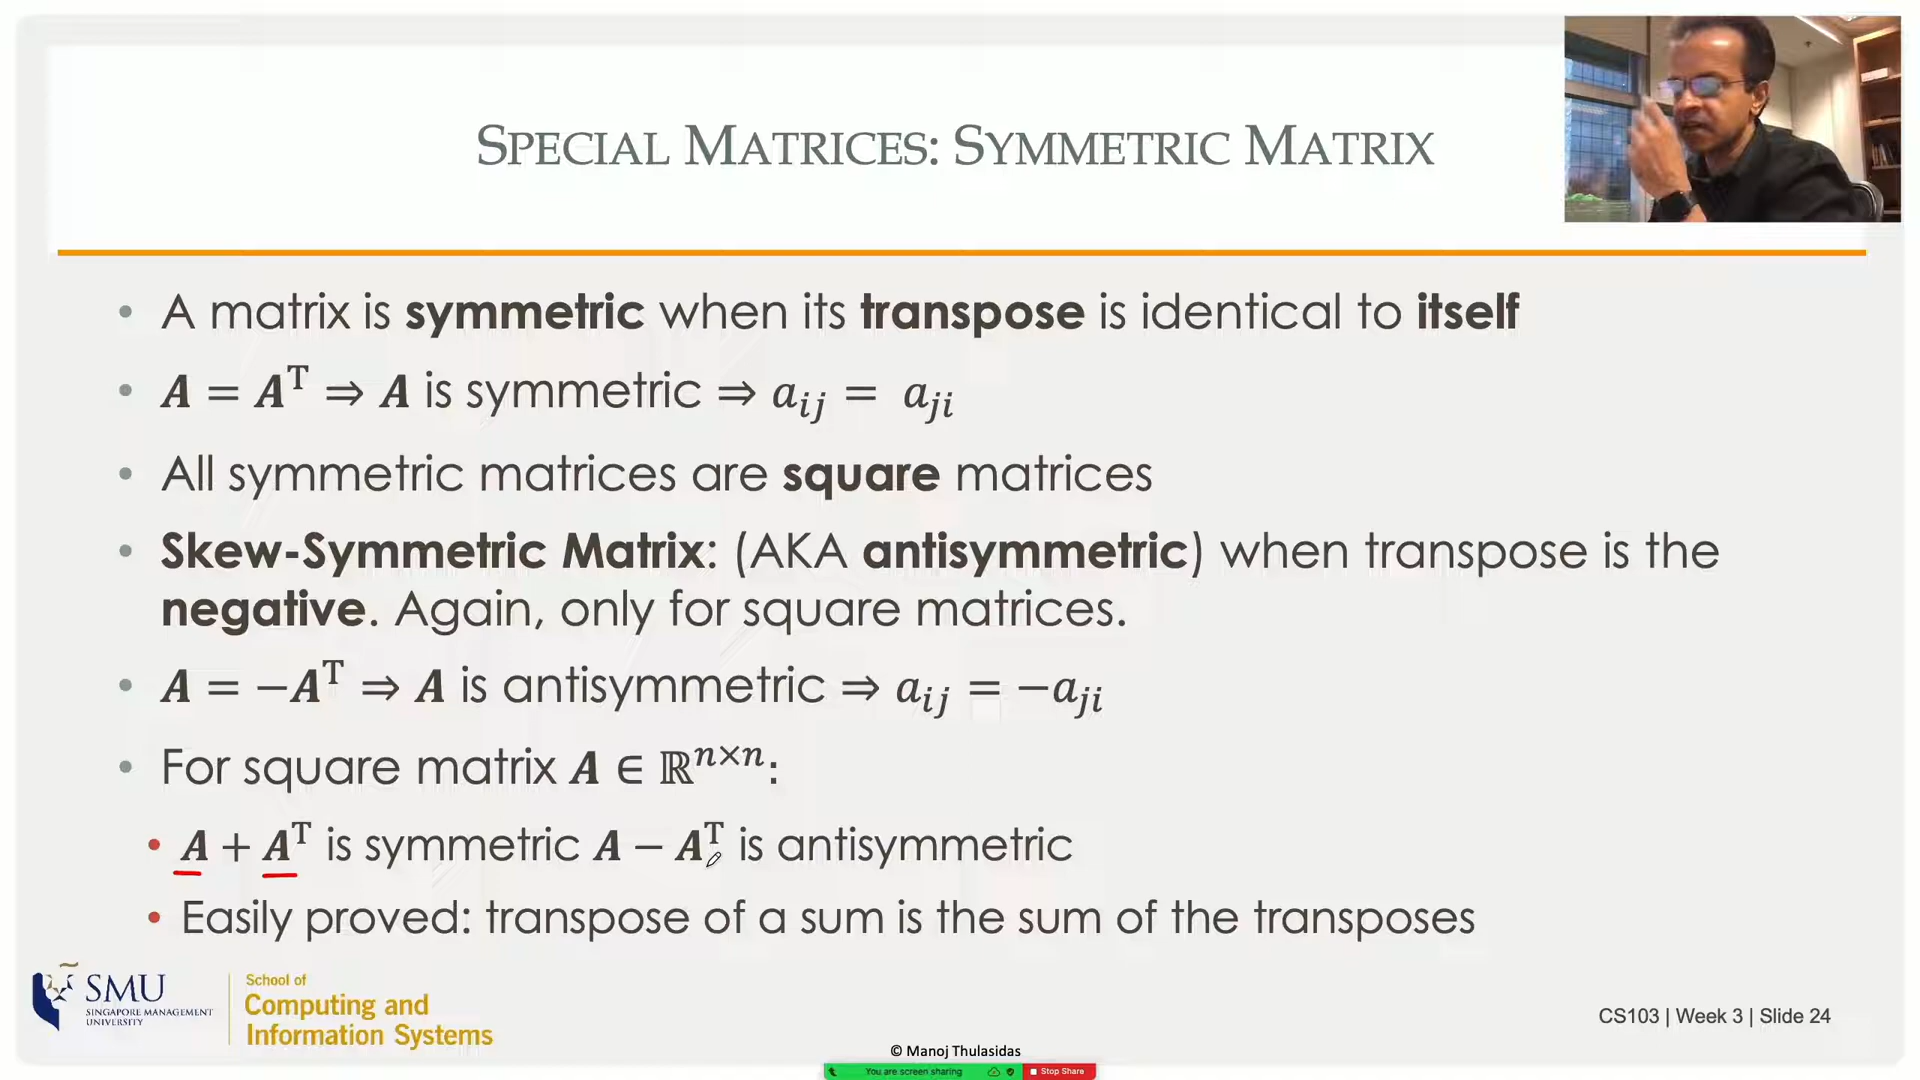 SPECIAL MATRICES: SYMMETRIC MATRIX
• A matrix is symmetric when its transpose is identical to itself
• A = Aᵀ ⇒ A is symmetric ⇒ aᵢⱼ = aⱼᵢ
• All symmetric matrices are square matrices
• Skew-Symmetric Matrix: (AKA antisymmetric) when transpose is the
negative. Again, only for square matrices.
• A = −Aᵀ ⇒ A is antisymmetric ⇒ aᵢⱼ = −aⱼᵢ
• For square matrix A ∈ ℝⁿˣⁿ:
• A + Aᵀ is symmetric A − Aᵀ is antisymmetric
• Easily proved: transpose of a sum is the sum of the transposes
SMU
SINGAPORE MANAGEMENT
UNIVERSITY
School of
Computing and
Information Systems
CS103 | Week 3 | Slide 24
© Manoj Thulasidas
You are screen sharing
Stop Share